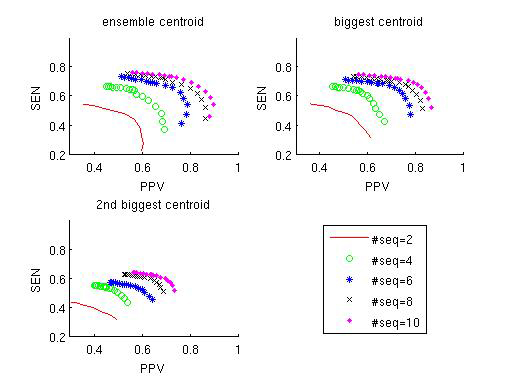 ensemble centroid
SEN
0.8
0.6
0.4
0.2
0.4 0.6 0.8 1
PPV
biggest centroid
SEN
0.8
0.6
0.4
0.2
0.4 0.6 0.8 1
PPV
2nd biggest centroid
SEN
0.8
0.6
0.4
0.2
0.4 0.6 0.8 1
PPV
#seq=2
#seq=4
#seq=6
#seq=8
#seq=10